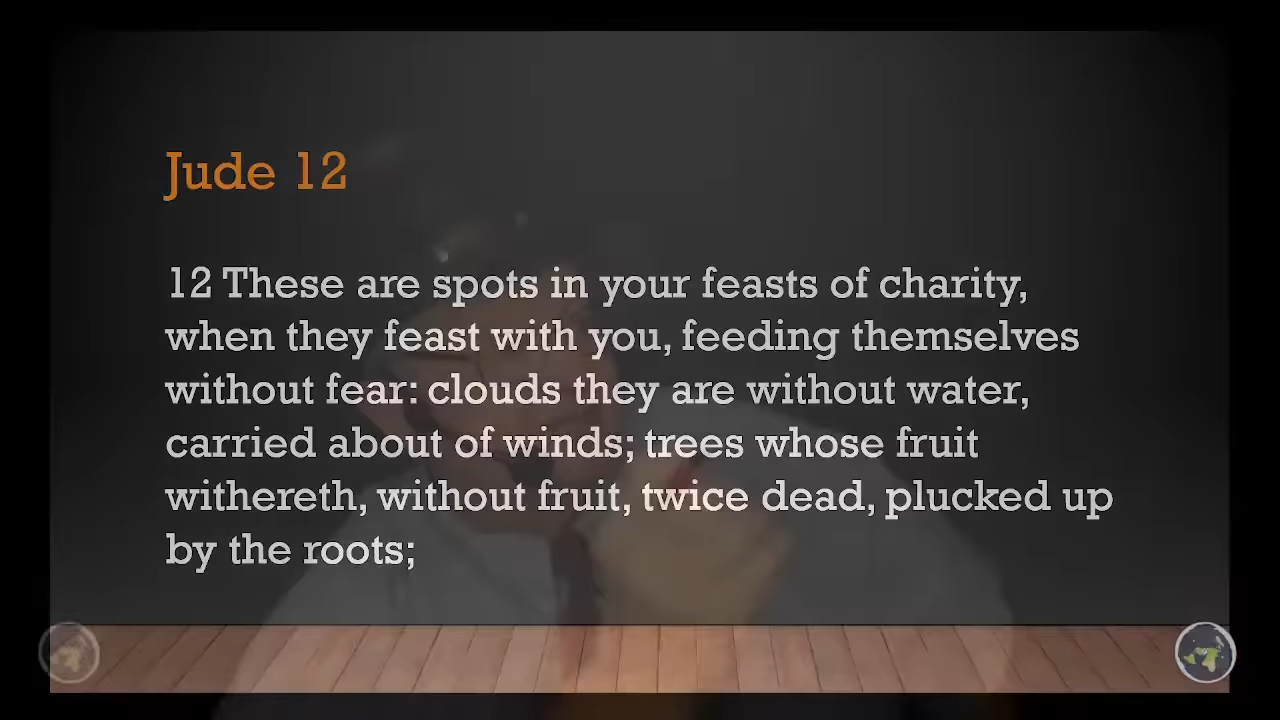 Jude 12
12 These are spots in your feasts of charity,
when they feast with you, feeding themselves
without fear: clouds they are without water,
carried about of winds; trees whose fruit
withereth, without fruit, twice dead, plucked up
by the roots;